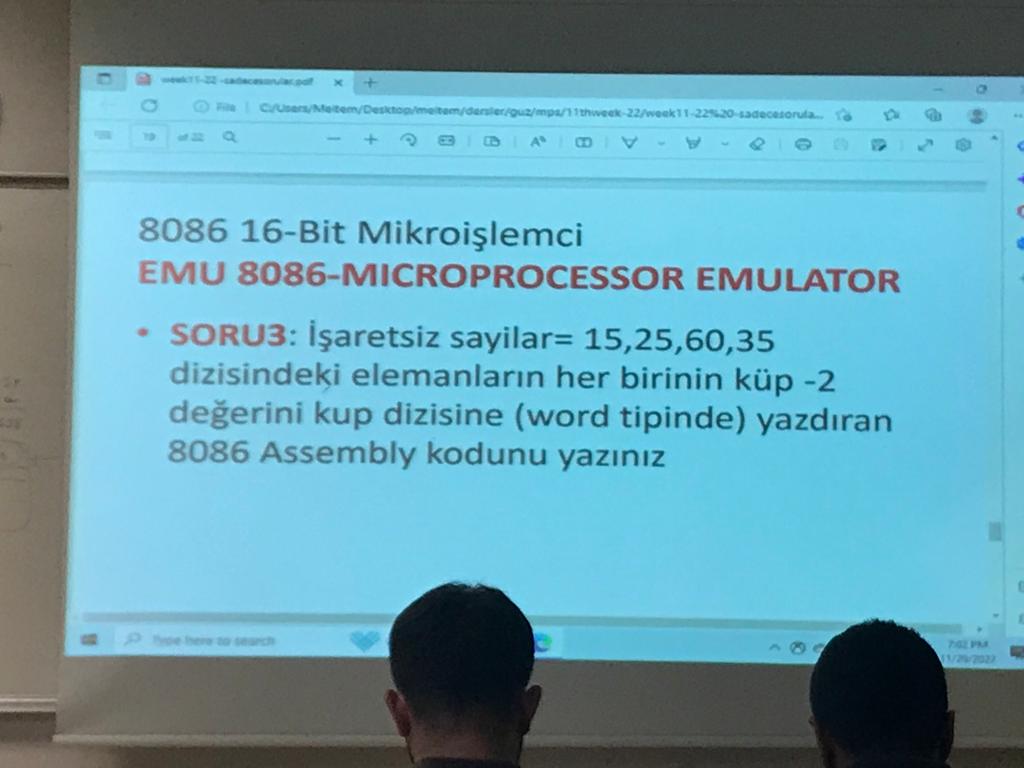 week11-22 -sadecesorular.pdf
File | C:/Users/Meltem/Desktop/meltem/dersler/guz/mps/11thweek-22/week11-22%20-sadecesorula...
19 of 22
8086 16-Bit Mikroişlemci
EMU 8086-MICROPROCESSOR EMULATOR
• SORU3: İşaretsiz sayilar= 15,25,60,35
dizisindeki elemanların her birinin küp -2
değerini kup dizisine (word tipinde) yazdıran
8086 Assembly kodunu yazınız
Type here to search
7:02 PM